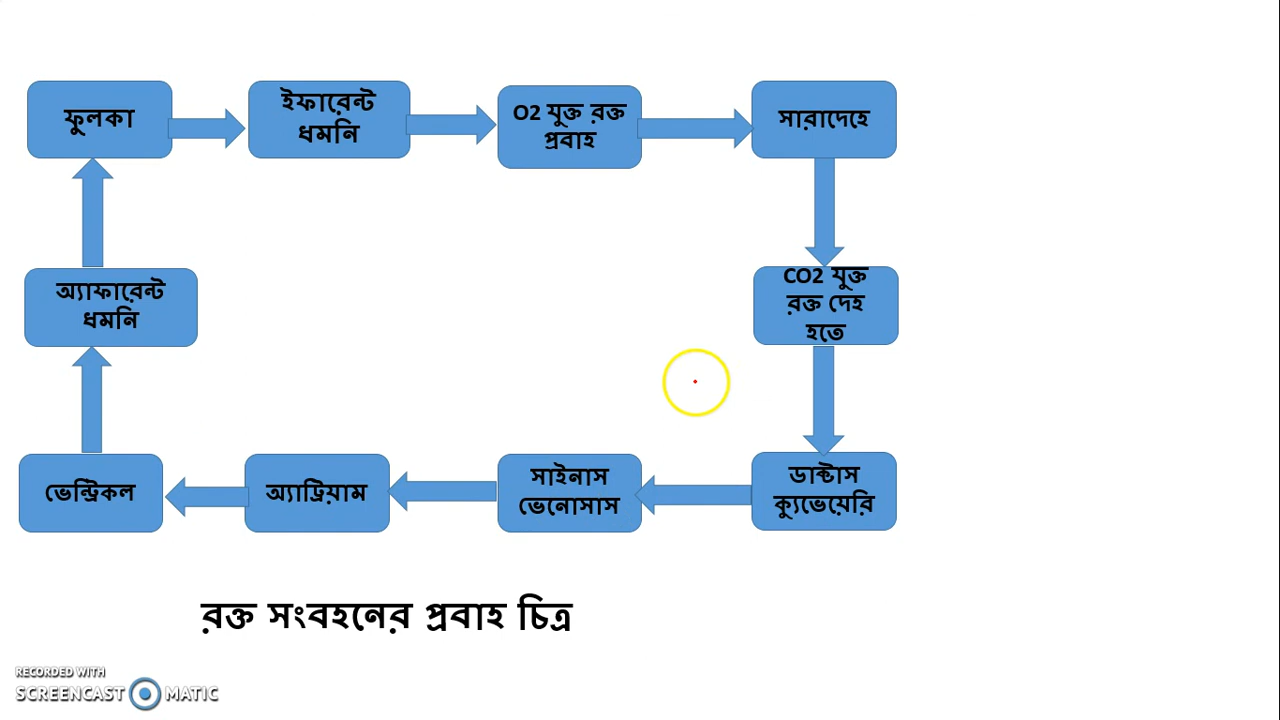 ফুলকা
ইফারেন্ট
ধমনি
O2 যুক্ত রক্ত
প্রবাহ
সারাদেহে
অ্যাফারেন্ট
ধমনি
CO2 যুক্ত
রক্ত দেহ
হতে
ভেন্ট্রিকল
অ্যাট্রিয়াম
সাইনাস
ভেনোসাস
ডাক্টাস
ক্যুভেয়েরি
রক্ত সংবহনের প্রবাহ চিত্র
RECORDED WITH
SCREENCAST MATIC